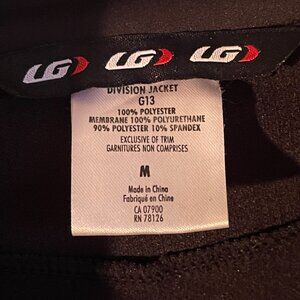 LG LG LG
DIVISION JACKET
G13
100% POLYESTER
MEMBRANE 100% POLYURETHANE
90% POLYESTER 10% SPANDEX
EXCLUSIVE OF TRIM
GARNITURES NON COMPRISES
M
Made in China
Fabriqué en Chine
CA 07900
RN 78126